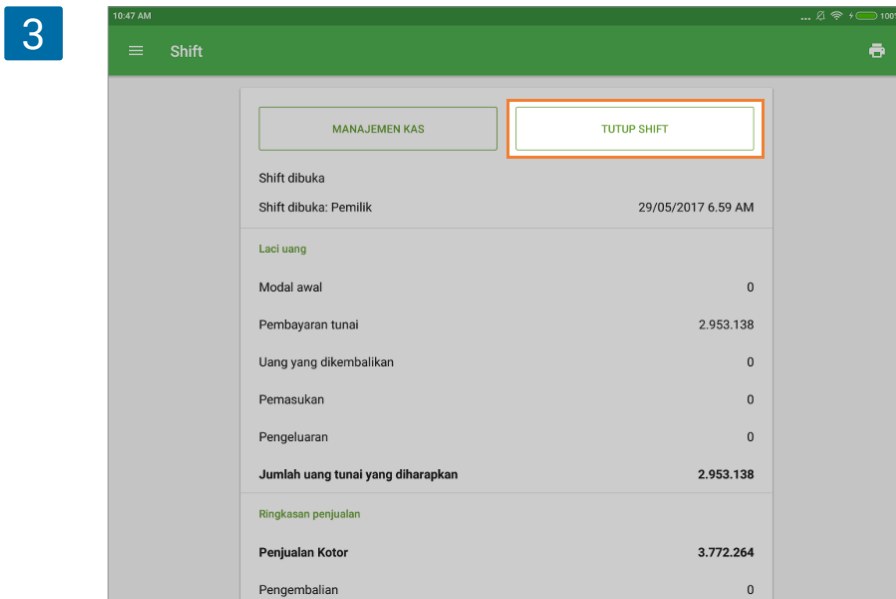 3
10:47 AM
... 100%
Shift
MANAJEMEN KAS TUTUP SHIFT
Shift dibuka
Shift dibuka: Pemilik 29/05/2017 6.59 AM
Laci uang
Modal awal 0
Pembayaran tunai 2.953.138
Uang yang dikembalikan 0
Pemasukan 0
Pengeluaran 0
Jumlah uang tunai yang diharapkan 2.953.138
Ringkasan penjualan
Penjualan Kotor 3.772.264
Pengembalian 0